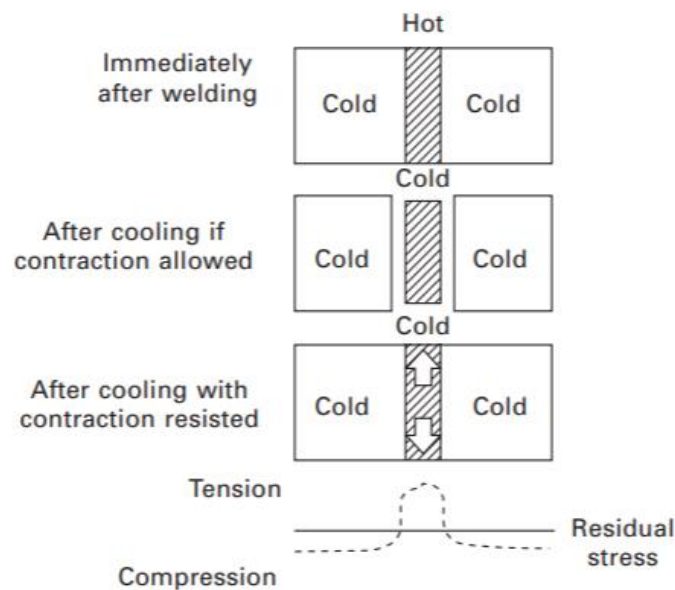 Hot
Immediately
after welding
Cold
Cold
Cold
After cooling if
contraction allowed
Cold
Cold
Cold
After cooling with
contraction resisted
Cold
Cold
Tension
Residual
stress
Compression